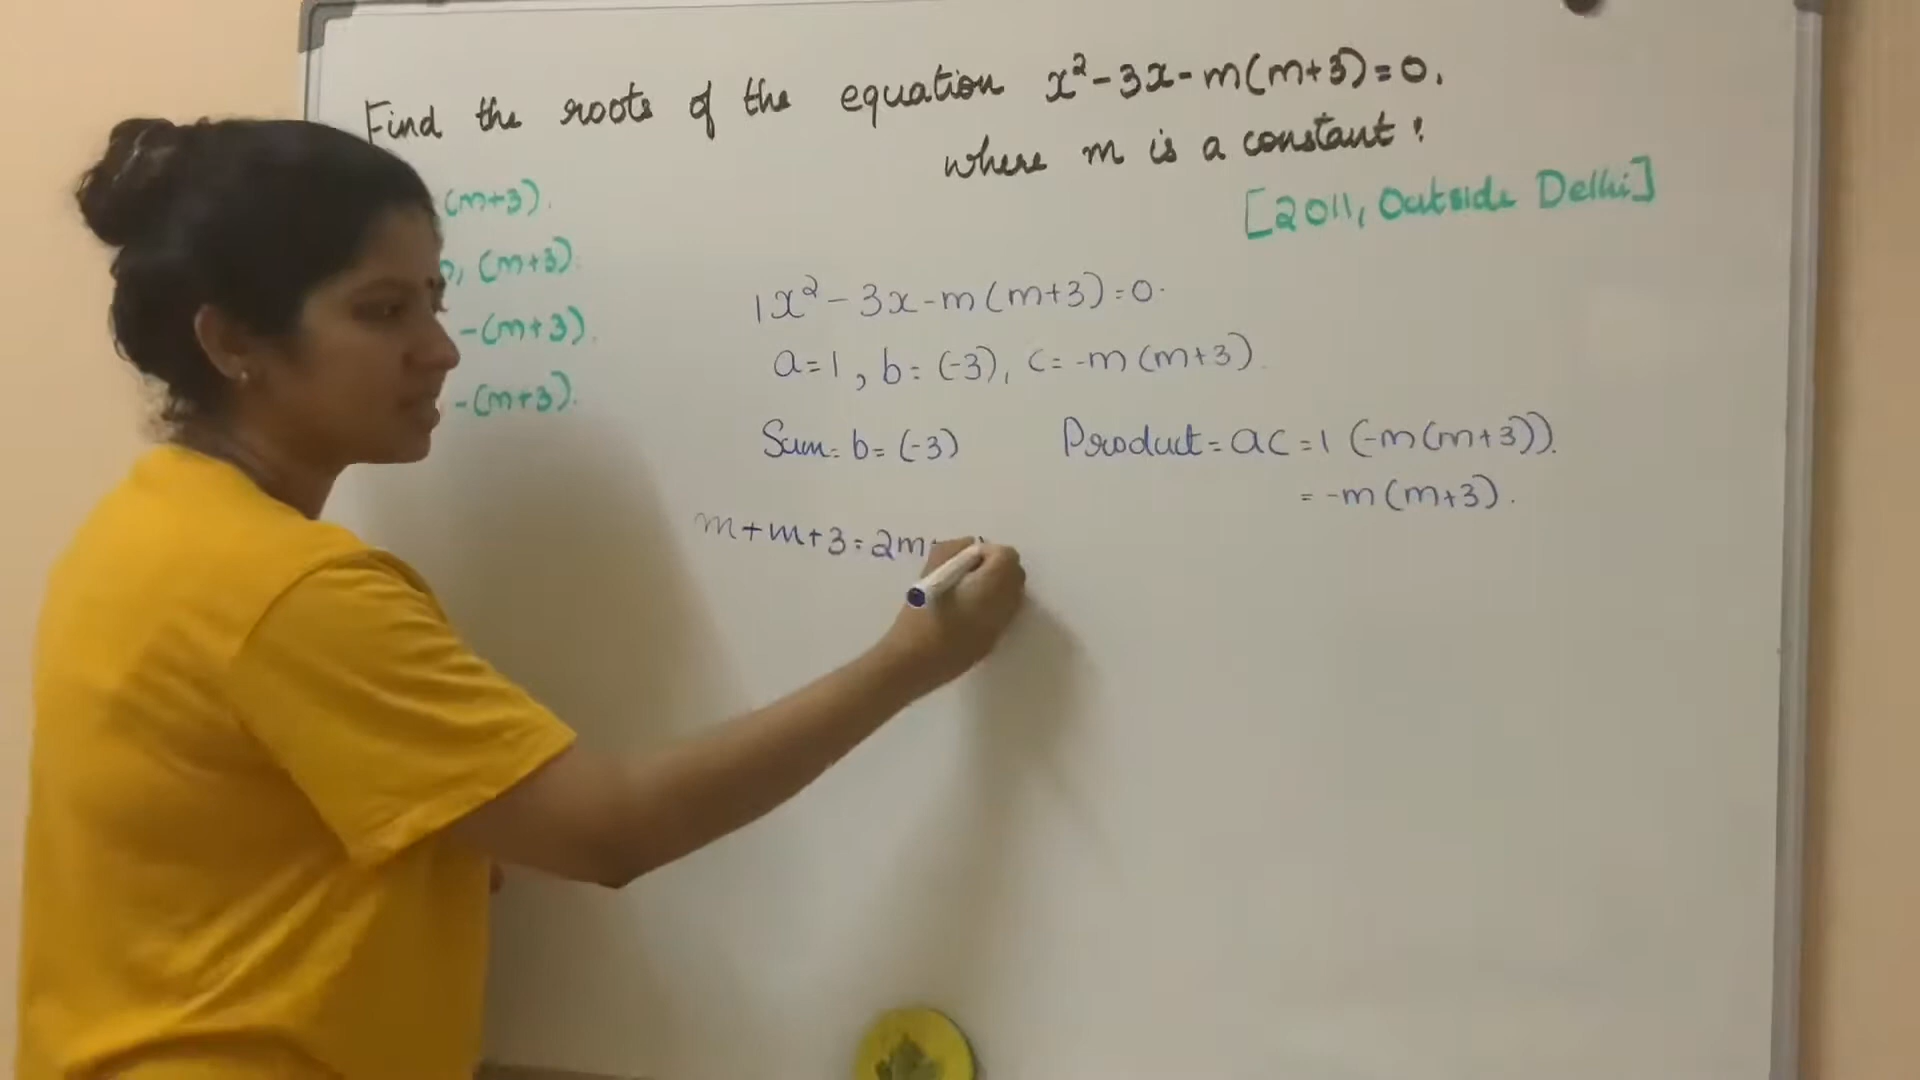 Find the roots of the equation x²-3x-m(m+3)=0.
where m is a constant:
[2011, Outside Delhi]
(m+3).
, (m+3).
-(m+3).
-(m+3).
1x²-3x-m(m+3)=0.
a=1, b=(-3), c=-m(m+3).
Sum=b=(-3)
Product=ac=1(-m(m+3)).
=-m(m+3).
m+m+3=2m+